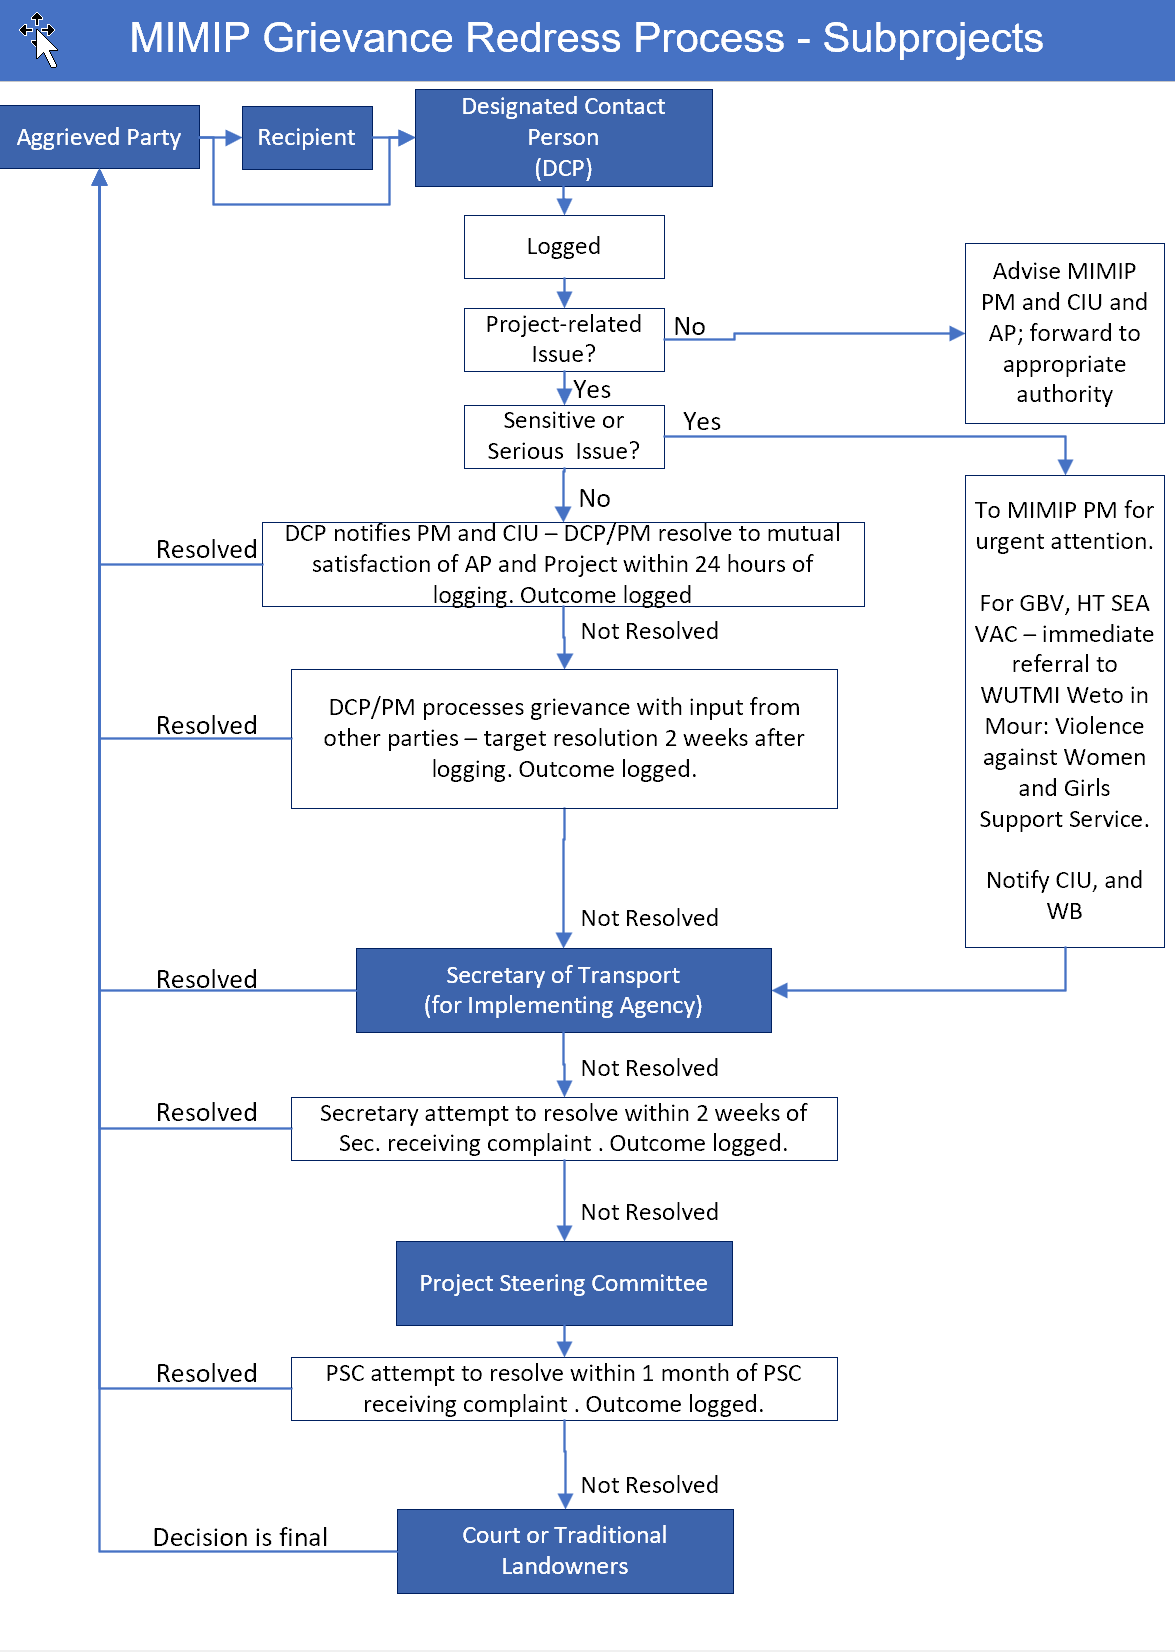 MIMIP Grievance Redress Process - Subprojects
Aggrieved Party
Recipient
Designated Contact
Person
(DCP)
Logged
Project-related
Issue?
No
Advise MIMIP
PM and CIU and
AP; forward to
appropriate
authority
Yes
Sensitive or
Serious Issue?
Yes
No
To MIMIP PM for
urgent attention.
For GBV, HT SEA
VAC – immediate
referral to
WUTMI Weto in
Mour: Violence
against Women
and Girls
Support Service.
Notify CIU, and
WB
DCP notifies PM and CIU – DCP/PM resolve to mutual
satisfaction of AP and Project within 24 hours of
logging. Outcome logged
Resolved
Not Resolved
DCP/PM processes grievance with input from
other parties – target resolution 2 weeks after
logging. Outcome logged.
Resolved
Not Resolved
Secretary of Transport
(for Implementing Agency)
Resolved
Not Resolved
Secretary attempt to resolve within 2 weeks of
Sec. receiving complaint . Outcome logged.
Resolved
Not Resolved
Project Steering Committee
PSC attempt to resolve within 1 month of PSC
receiving complaint . Outcome logged.
Resolved
Not Resolved
Court or Traditional
Landowners
Decision is final